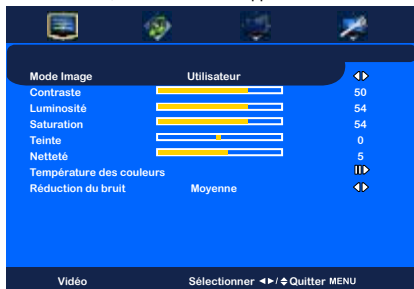 Mode Image Utilisateur
Contraste 50
Luminosité 54
Saturation 54
Teinte 0
Netteté 5
Température des couleurs
Réduction du bruit Moyenne
Vidéo Sélectionner ◄►/⬍ Quitter MENU